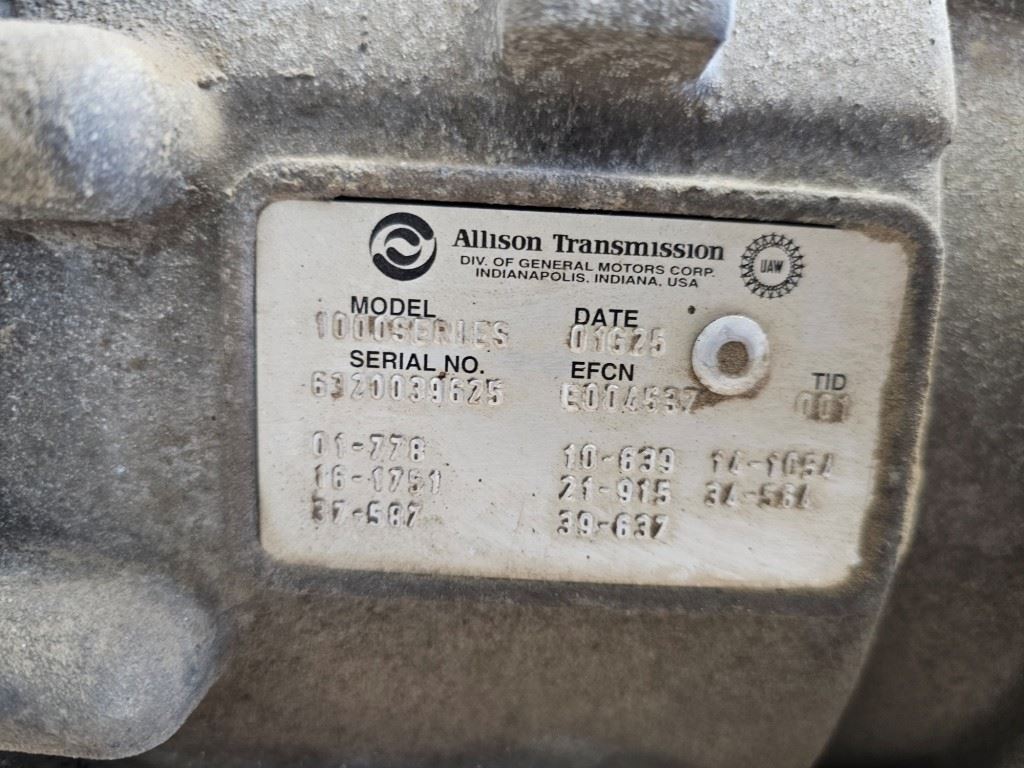 Allison Transmission
DIV. OF GENERAL MOTORS CORP.
INDIANAPOLIS, INDIANA, USA
UAW
MODEL DATE
1000SERIES 01G25
SERIAL NO. EFCN TID
6320039625 E004537 001
01-778 10-639 14-1054
16-1751 21-915 34-564
37-587 39-637